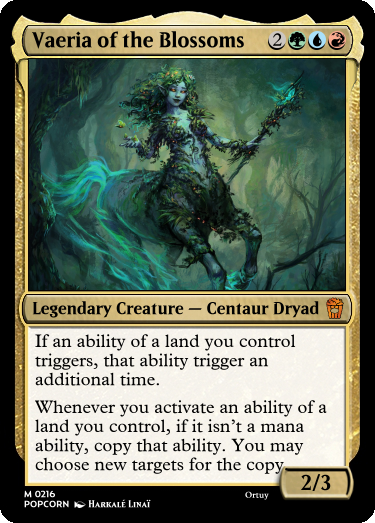 Vaeria of the Blossoms 2
Legendary Creature — Centaur Dryad
If an ability of a land you control
triggers, that ability trigger an
additional time.
Whenever you activate an ability of a
land you control, if it isn't a mana
ability, copy that ability. You may
choose new targets for the copy.
2/3
M 0216
POPCORN Harkalé Linaï
Ortuy